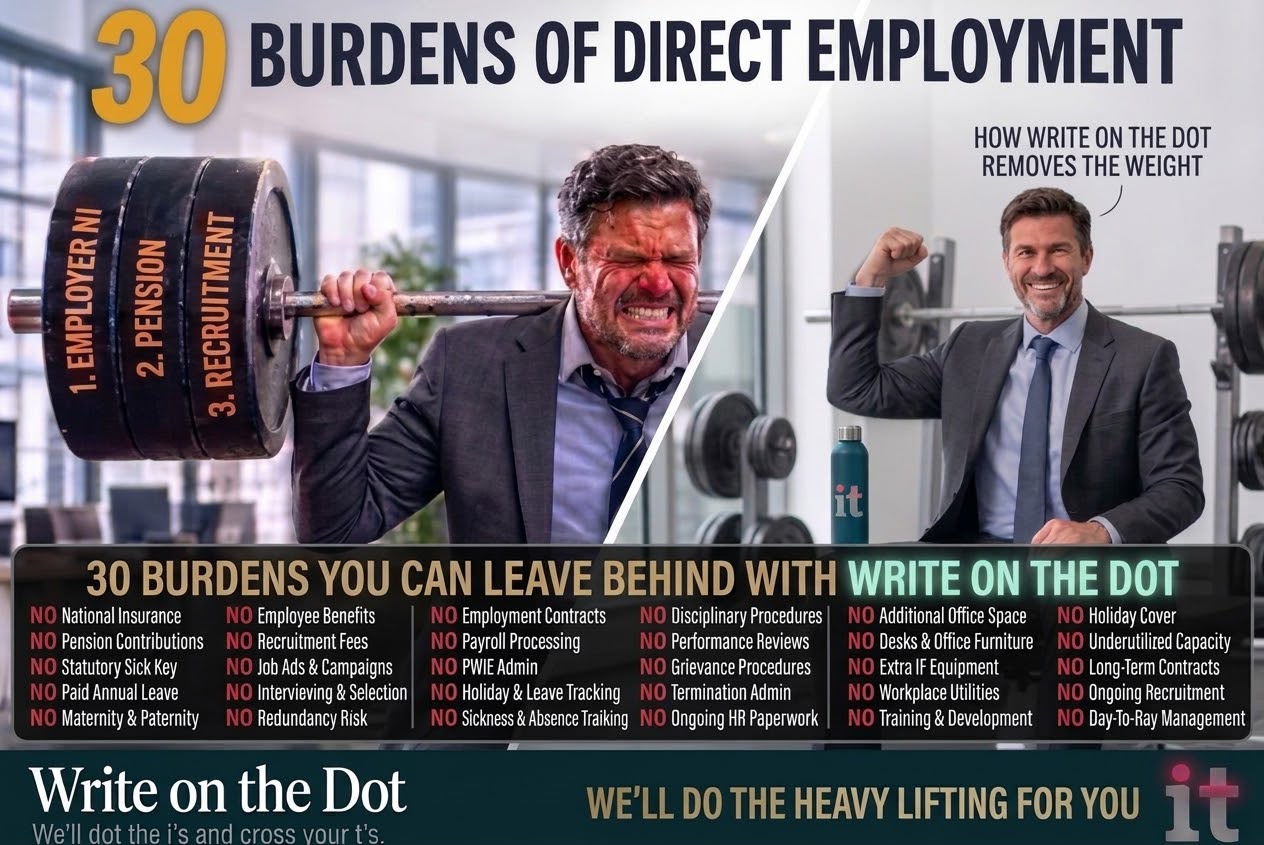 30 BURDENS OF DIRECT EMPLOYMENT
HOW WRITE ON THE DOT
REMOVES THE WEIGHT
1. EMPLOYER NI
2. PENSION
3. RECRUITMENT
it
30 BURDENS YOU CAN LEAVE BEHIND WITH WRITE ON THE DOT
NO National Insurance
NO Pension Contributions
NO Statutory Sick Key
NO Paid Annual Leave
NO Maternity & Paternity
NO Employee Benefits
NO Recruitment Fees
NO Job Ads & Campaigns
NO Intervieving & Selection
NO Redundancy Risk
NO Employment Contracts
NO Payroll Processing
NO PWIE Admin
NO Holiday & Leave Tracking
NO Sickness & Absence Traiking
NO Disciplinary Procedures
NO Performance Reviews
NO Grievance Procedures
NO Termination Admin
NO Ongoing HR Paperwork
NO Additional Office Space
NO Desks & Office Furniture
NO Extra IF Equipment
NO Workplace Utilities
NO Training & Development
NO Holiday Cover
NO Underutilized Capacity
NO Long-Term Contracts
NO Ongoing Recruitment
NO Day-To-Ray Management
Write on the Dot
We'll dot the i's and cross your t's.
WE'LL DO THE HEAVY LIFTING FOR YOU
it